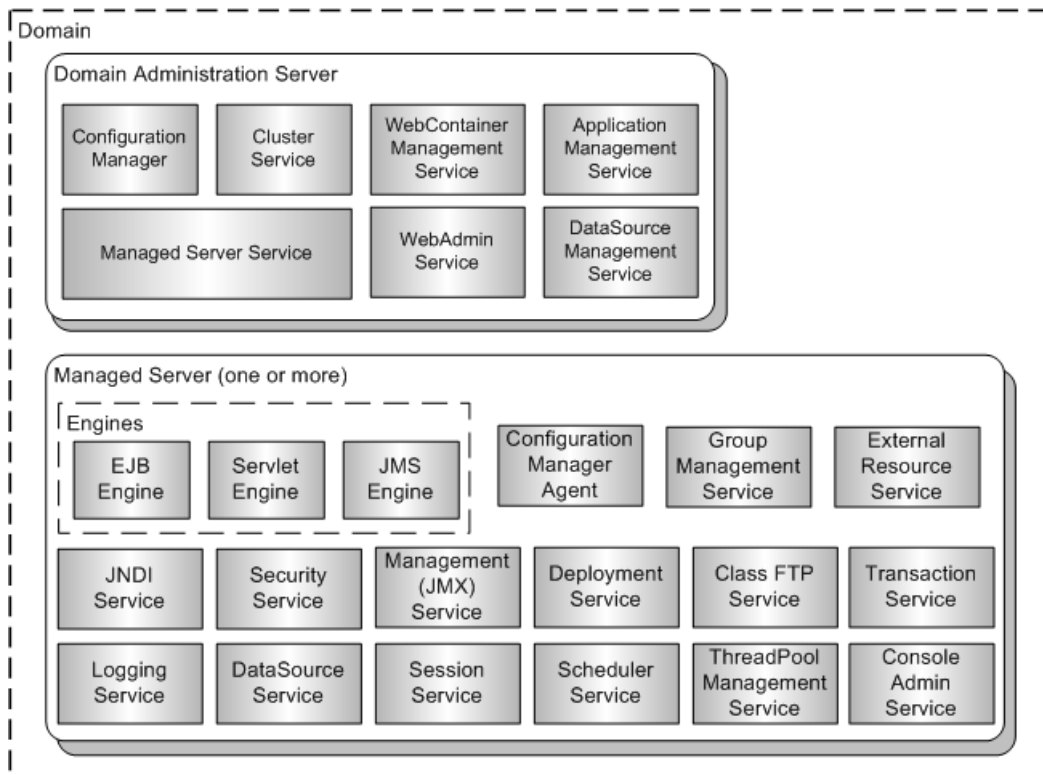 Domain
Domain Administration Server
Configuration
Manager
Cluster
Service
WebContainer
Management
Service
Application
Management
Service
Managed Server Service
WebAdmin
Service
DataSource
Management
Service
Managed Server (one or more)
Engines
EJB
Engine
Servlet
Engine
JMS
Engine
Configuration
Manager
Agent
Group
Management
Service
External
Resource
Service
JNDI
Service
Security
Service
Management
(JMX)
Service
Deployment
Service
Class FTP
Service
Transaction
Service
Logging
Service
DataSource
Service
Session
Service
Scheduler
Service
ThreadPool
Management
Service
Console
Admin
Service